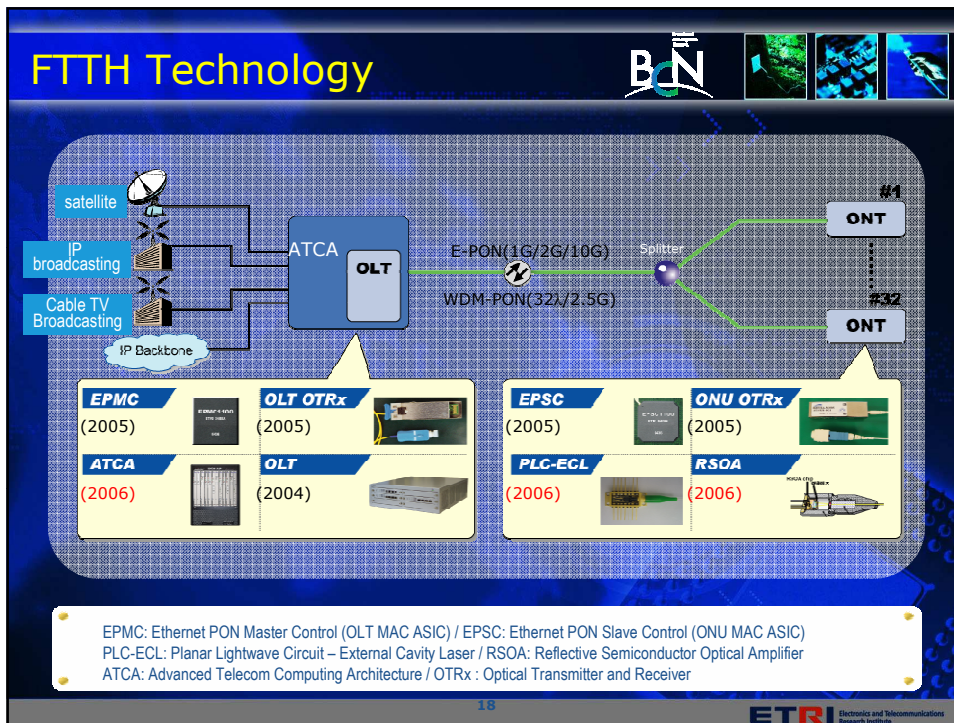 FTTH Technology
BcN
satellite
IP
broadcasting
Cable TV
Broadcasting
IP Backbone
ATCA
OLT
E-PON(1G/2G/10G)
WDM-PON(32λ/2.5G)
Splitter
#1
ONT
#32
ONT
EPMC
(2005)
OLT OTRx
(2005)
ATCA
(2006)
OLT
(2004)
EPSC
(2005)
ONU OTRx
(2005)
PLC-ECL
(2006)
RSOA
(2006)
EPMC: Ethernet PON Master Control (OLT MAC ASIC) / EPSC: Ethernet PON Slave Control (ONU MAC ASIC)
PLC-ECL: Planar Lightwave Circuit – External Cavity Laser / RSOA: Reflective Semiconductor Optical Amplifier
ATCA: Advanced Telecom Computing Architecture / OTRx : Optical Transmitter and Receiver
18
ETRI Electronics and Telecommunications
Research Institute